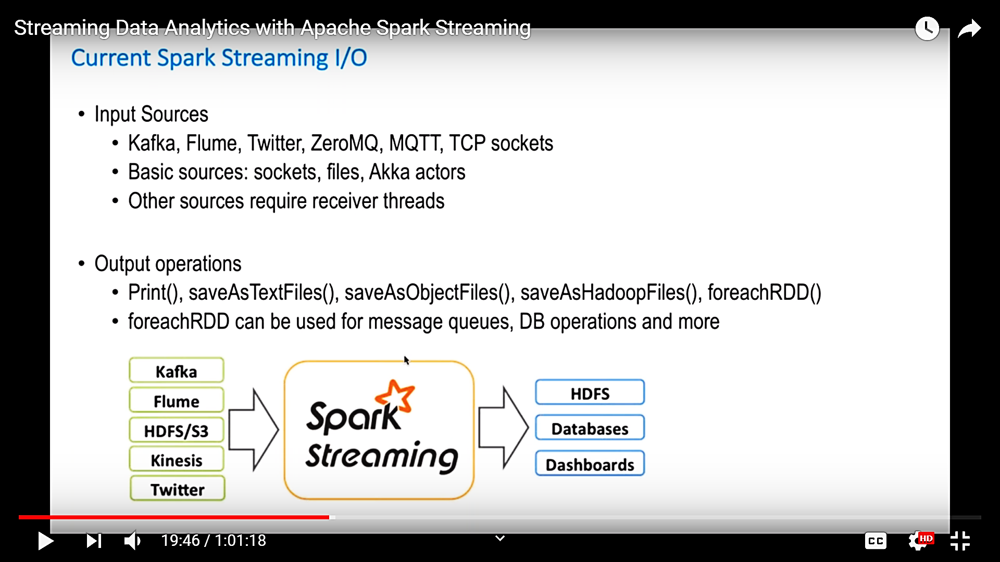 Streaming Data Analytics with Apache Spark Streaming
Current Spark Streaming I/O
• Input Sources
• Kafka, Flume, Twitter, ZeroMQ, MQTT, TCP sockets
• Basic sources: sockets, files, Akka actors
• Other sources require receiver threads
• Output operations
• Print(), saveAsTextFiles(), saveAsObjectFiles(), saveAsHadoopFiles(), foreachRDD()
• foreachRDD can be used for message queues, DB operations and more
Kafka
Flume
HDFS/S3
Kinesis
Twitter
Spark
Streaming
HDFS
Databases
Dashboards
19:46 / 1:01:18
CC
HD